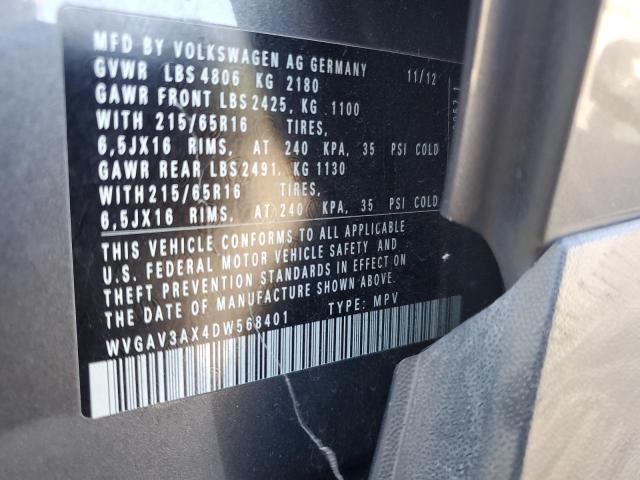 MFD BY VOLKSWAGEN AG GERMANY 11/12
GVWR LBS 4806 KG 2180
GAWR FRONT LBS 2425, KG 1100
WITH 215/65R16 TIRES,
6,5JX16 RIMS, AT 240 KPA, 35 PSI COLD
GAWR REAR LBS 2491, KG 1130
WITH 215/65R16 TIRES,
6,5JX16 RIMS, AT 240 KPA, 35 PSI COLD
THIS VEHICLE CONFORMS TO ALL APPLICABLE
U.S. FEDERAL MOTOR VEHICLE SAFETY AND
THEFT PREVENTION STANDARDS IN EFFECT ON
THE DATE OF MANUFACTURE SHOWN ABOVE.
WVGAV3AX4DW568401 TYPE: MPV